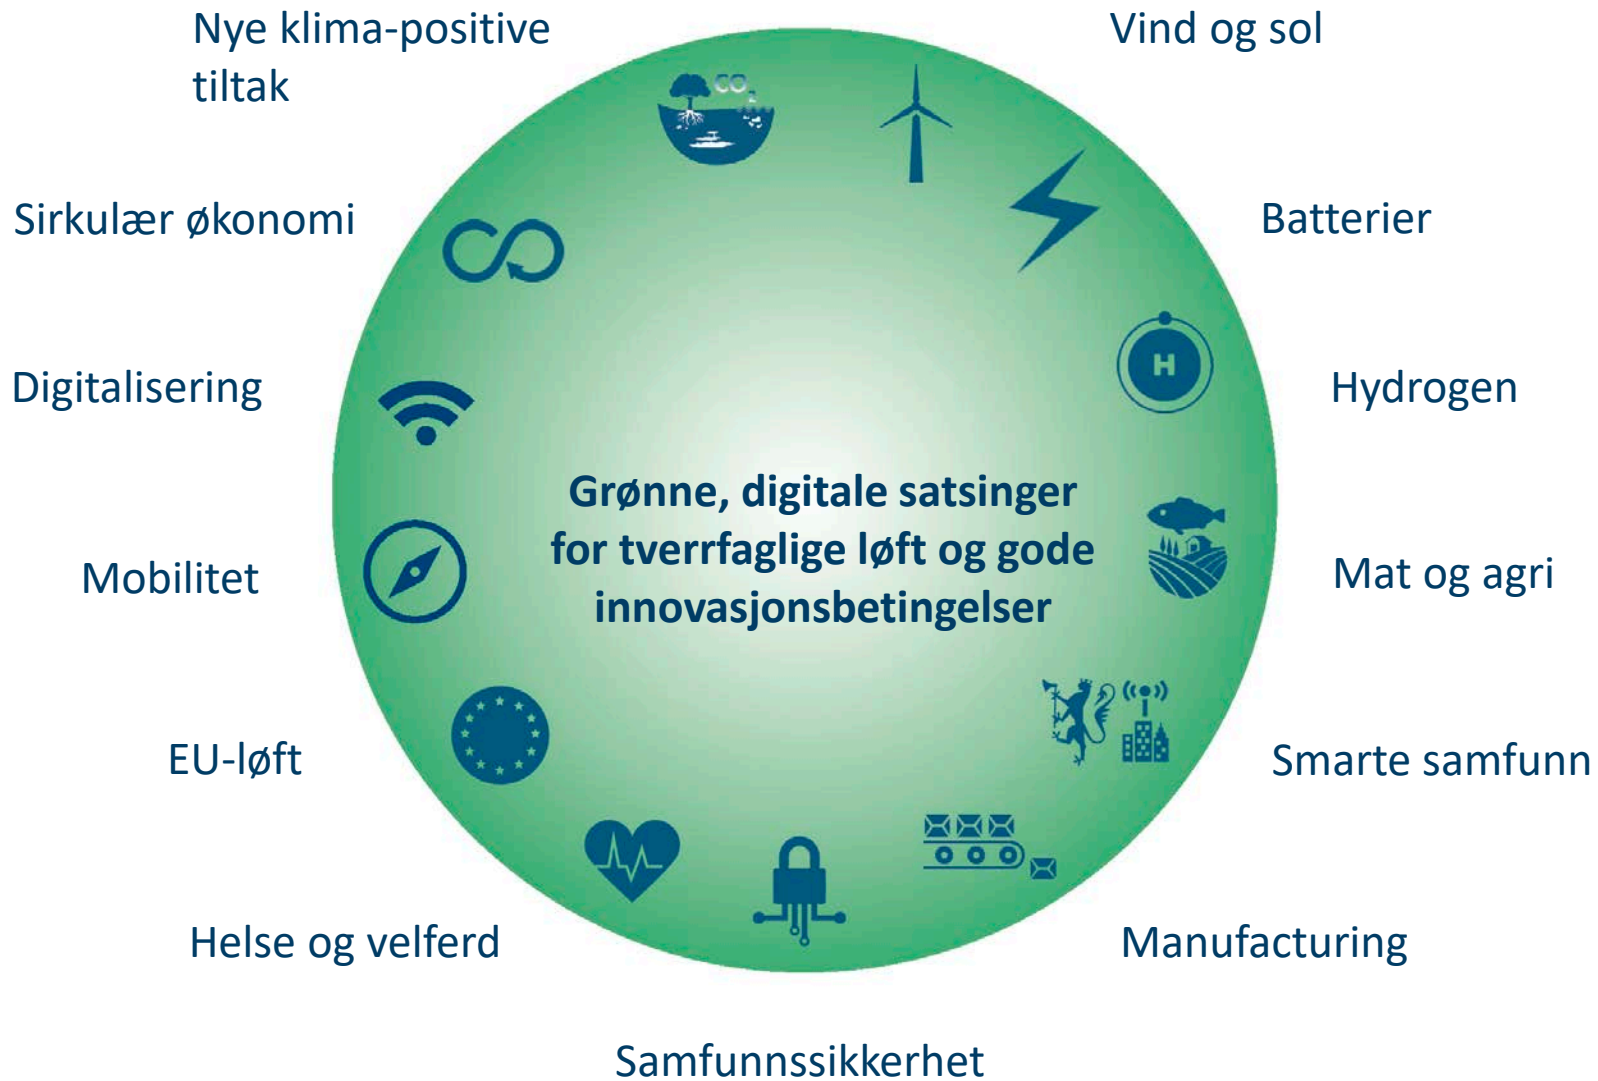 Nye klima-positive
tiltak
Vind og sol
CO2
Sirkulær økonomi
Batterier
H
Digitalisering
Hydrogen
Grønne, digitale satsinger
for tverrfaglige løft og gode
innovasjonsbetingelser
Mobilitet
Mat og agri
EU-løft
Smarte samfunn
Helse og velferd
Manufacturing
Samfunnssikkerhet